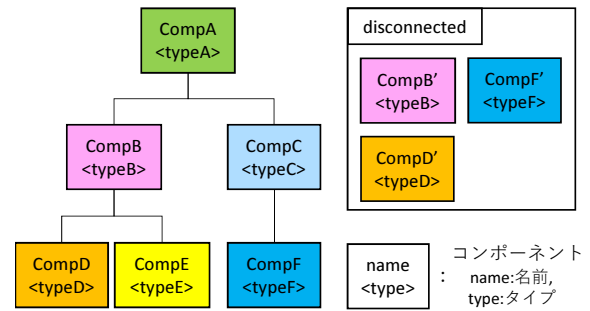 CompA
<typeA>
disconnected
CompB’
<typeB>
CompF’
<typeF>
CompD’
<typeD>
CompB
<typeB>
CompC
<typeC>
CompD
<typeD>
CompE
<typeE>
CompF
<typeF>
name
<type>
:
コンポーネント
name:名前,
type:タイプ